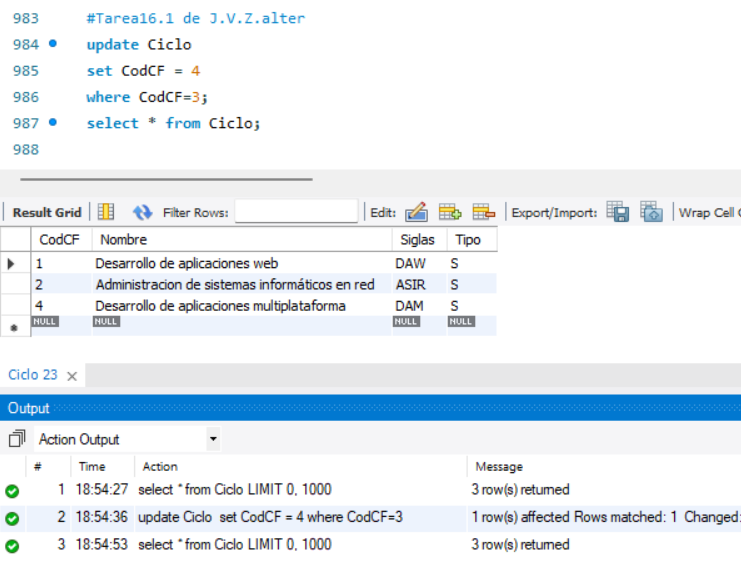 983 #Tarea16.1 de J.V.Z.alter
984 update Ciclo
985 set CodCF = 4
986 where CodCF=3;
987 select * from Ciclo;
988
Result Grid Filter Rows: Edit: Export/Import: Wrap Cell
CodCF Nombre Siglas Tipo
1 Desarrollo de aplicaciones web DAW S
2 Administracion de sistemas informáticos en red ASIR S
4 Desarrollo de aplicaciones multiplataforma DAM S
NULL NULL NULL NULL
Ciclo 23
Output
Action Output
# Time Action Message
1 18:54:27 select * from Ciclo LIMIT 0, 1000 3 row(s) returned
2 18:54:36 update Ciclo set CodCF = 4 where CodCF=3 1 row(s) affected Rows matched: 1 Changed:
3 18:54:53 select * from Ciclo LIMIT 0, 1000 3 row(s) returned